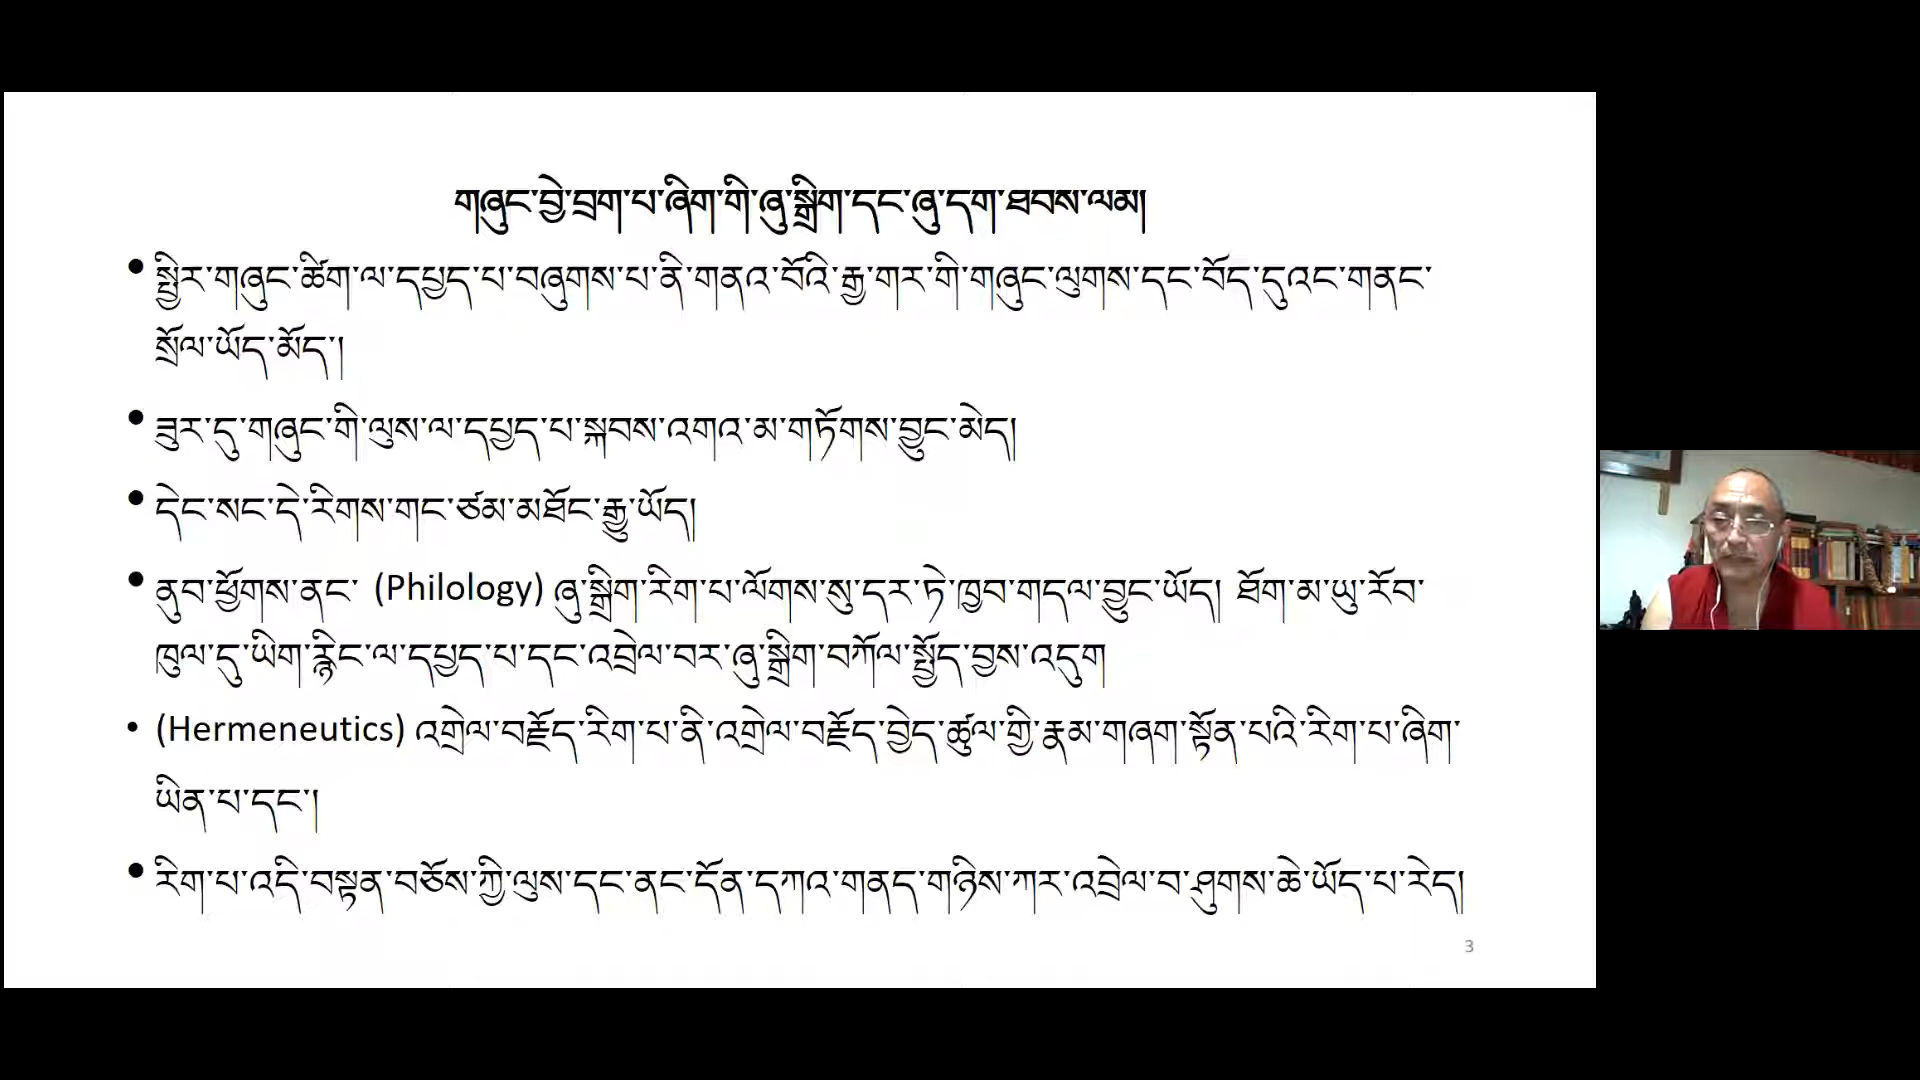 གཞུང་བྱེ་བྲག་པ་ཞིག་གི་ཞུ་སྒྲིག་དང་ཞུ་དག་ཐབས་ལམ།
• སྤྱིར་གཞུང་ཚིག་ལ་དཔྱད་པ་བཞུགས་པ་ནི་གནའ་བོའི་རྒྱ་གར་གི་གཞུང་ལུགས་དང་བོད་དུའང་གནང་
སྲོལ་ཡོད་མོད་།
• ཟུར་དུ་གཞུང་གི་ལུས་ལ་དཔྱད་པ་སྐབས་འགའ་མ་གཏོགས་བྱུང་མེད།
• དེང་སང་དེ་རིགས་གང་ཙམ་མཐོང་རྒྱུ་ཡོད།
• ནུབ་ཕྱོགས་ནང་ (Philology) ཞུ་སྒྲིག་རིག་པ་ལོགས་སུ་དར་ཏེ་ཁྱབ་གདལ་བྱུང་ཡོད། ཐོག་མ་ཡུ་རོབ་
ཁུལ་དུ་ཡིག་རྙིང་ལ་དཔྱད་པ་དང་འབྲེལ་བར་ཞུ་སྒྲིག་བཀོལ་སྤྱོད་བྱས་འདུག
• (Hermeneutics) འགྲེལ་བརྗོད་རིག་པ་ནི་འགྲེལ་བརྗོད་བྱེད་ཚུལ་གྱི་རྣམ་གཞག་སྟོན་པའི་རིག་པ་ཞིག་
ཡིན་པ་དང་།
• རིག་པ་འདི་བསྟན་བཅོས་ཀྱི་ལུས་དང་ནང་དོན་དཀའ་གནད་གཉིས་ཀར་འབྲེལ་བ་ཤུགས་ཆེ་ཡོད་པ་རེད།
3